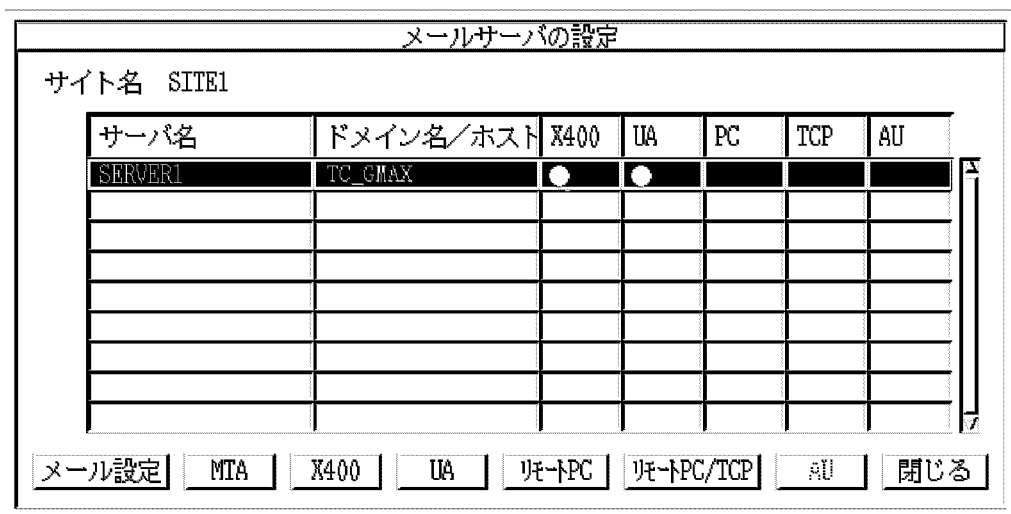 メールサーバの設定
サイト名 SITE1
サーバ名 ドメイン名/ホスト X400 UA PC TCP AU
SERVER1 TC_GMAX ● ●
メール設定 MTA X400 UA ﾘﾓｰﾄPC ﾘﾓｰﾄPC/TCP AU 閉じる